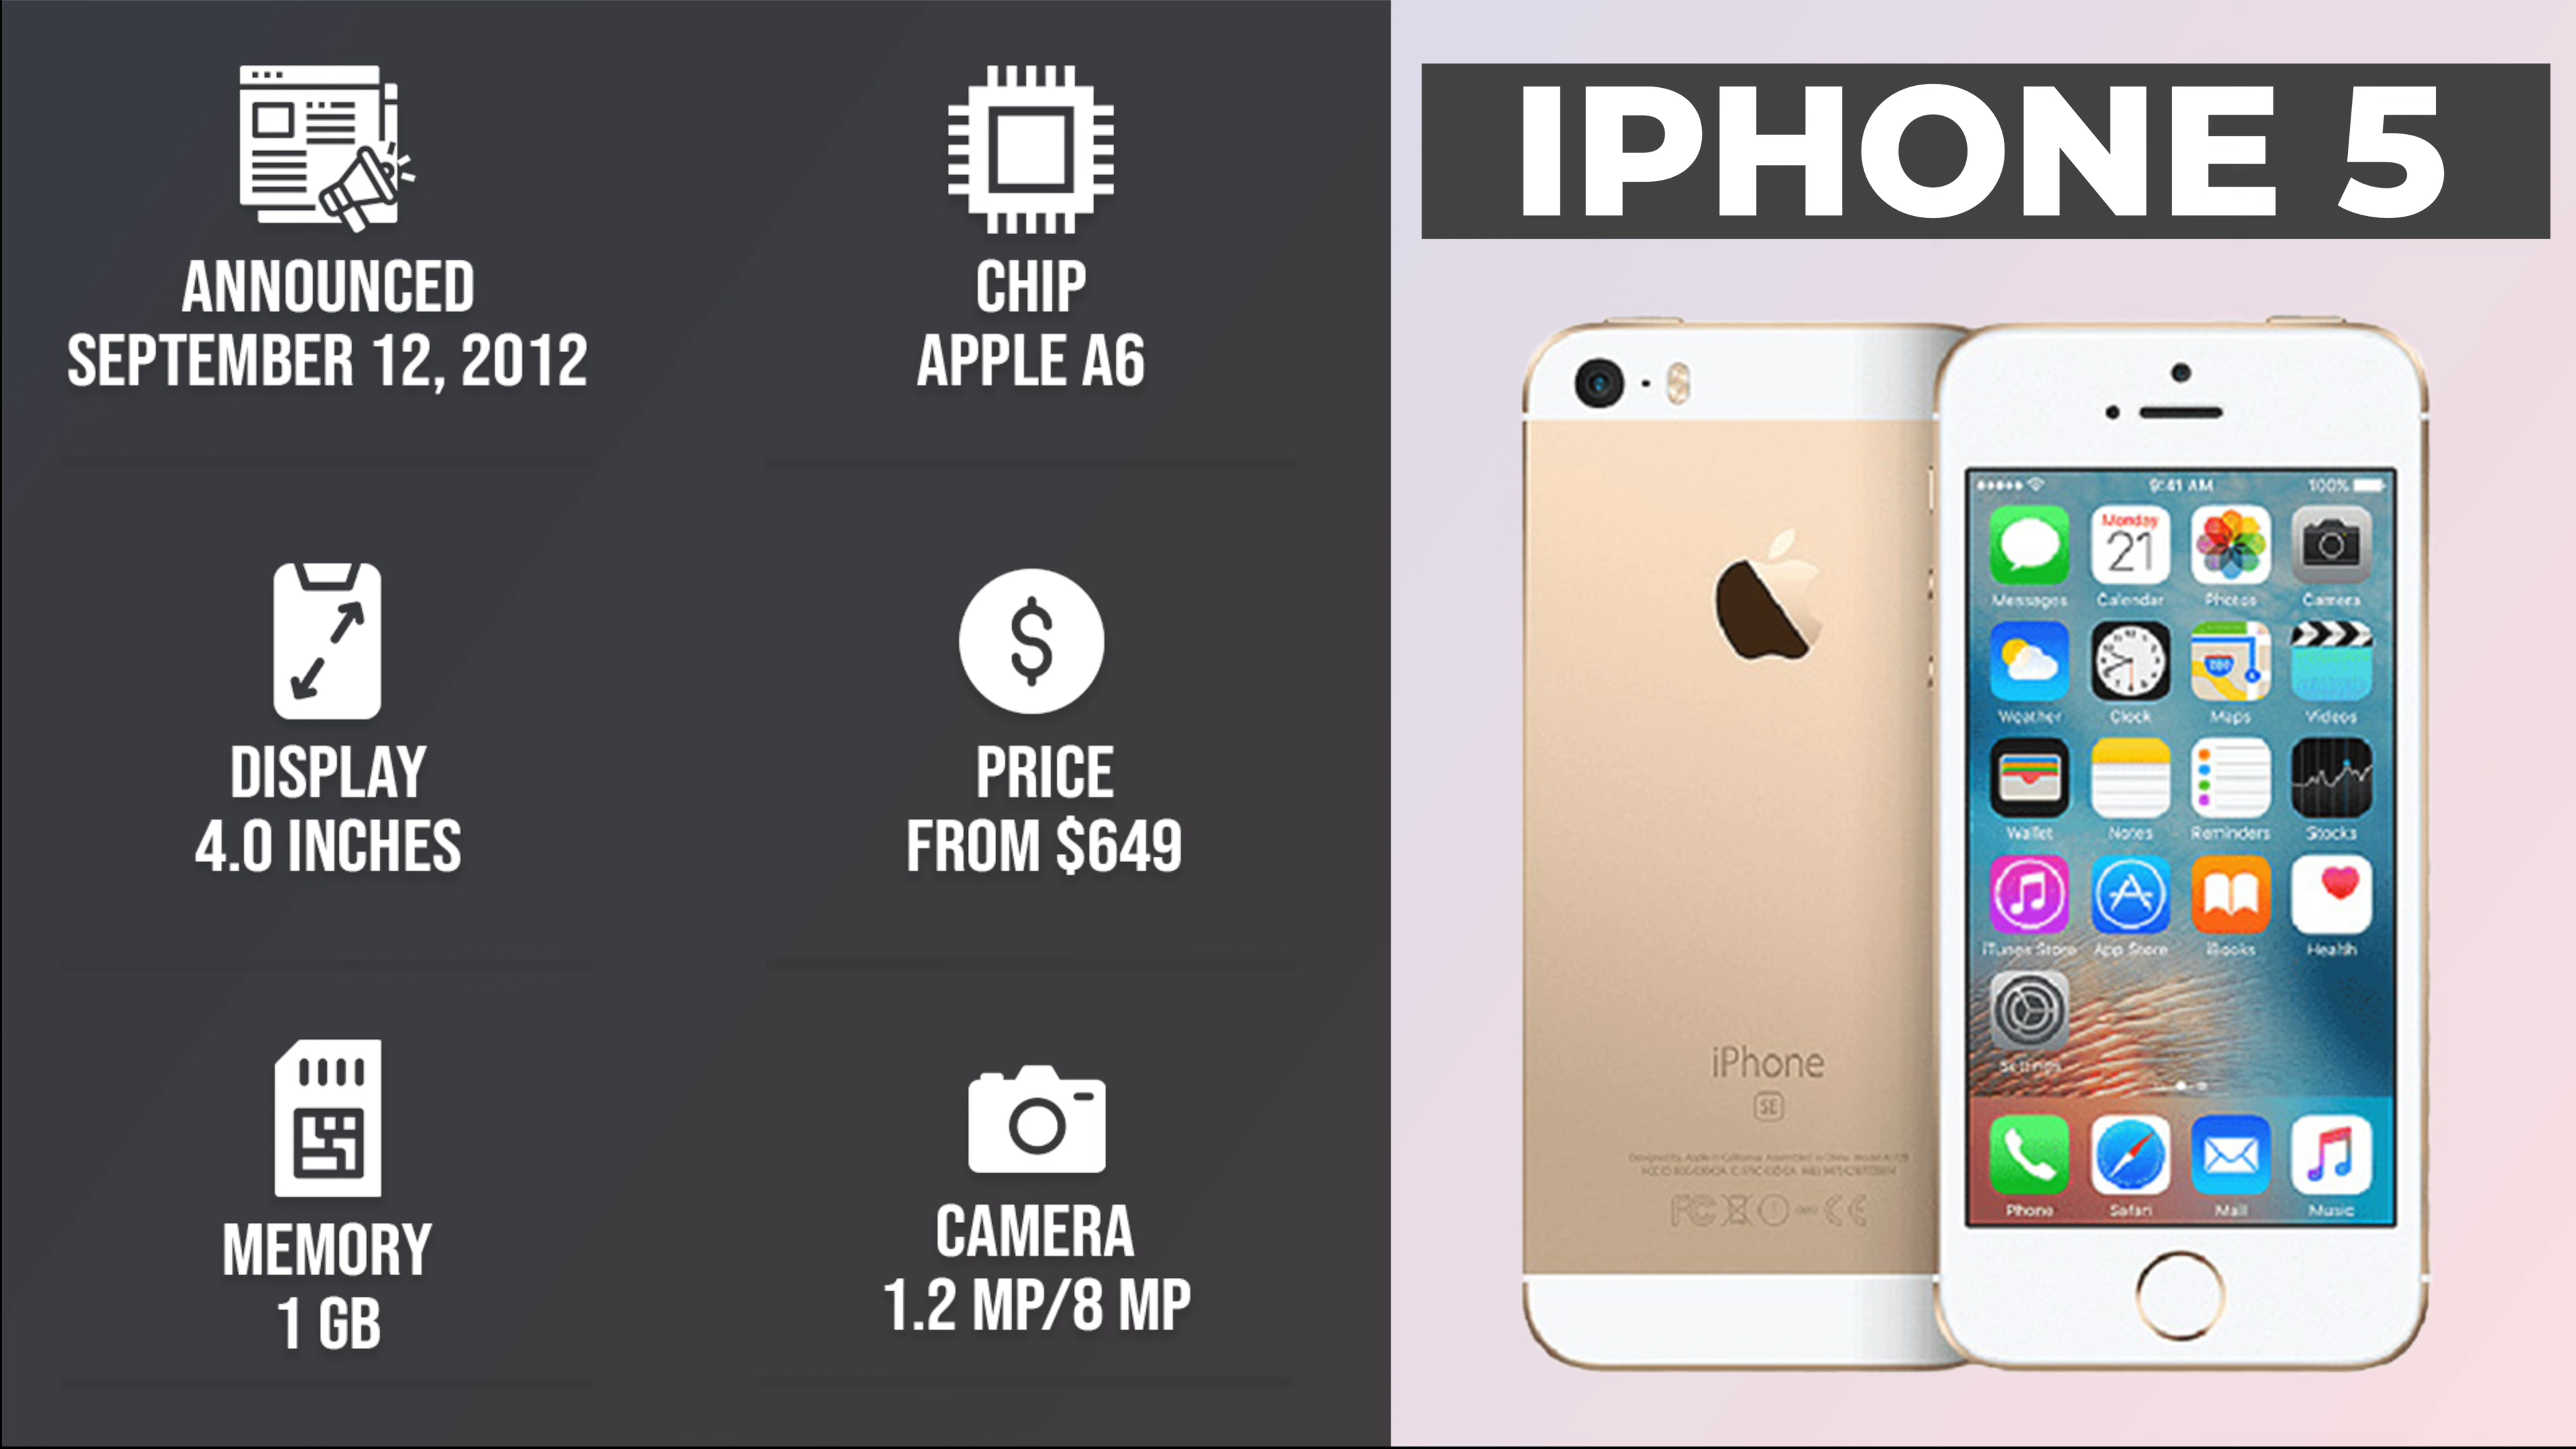 ANNOUNCED
SEPTEMBER 12, 2012
CHIP
APPLE A6
DISPLAY
4.0 INCHES
PRICE
FROM $649
MEMORY
1 GB
CAMERA
1.2 MP/8 MP
IPHONE 5
iPhone
SE
9:41 AM 100%
Monday
21
Messages Calendar Photos Camera
280
Weather Clock Maps Videos
Wallet Notes Reminders Stocks
iTunes Store App Store iBooks Health
Settings
Phone Safari Mail Music